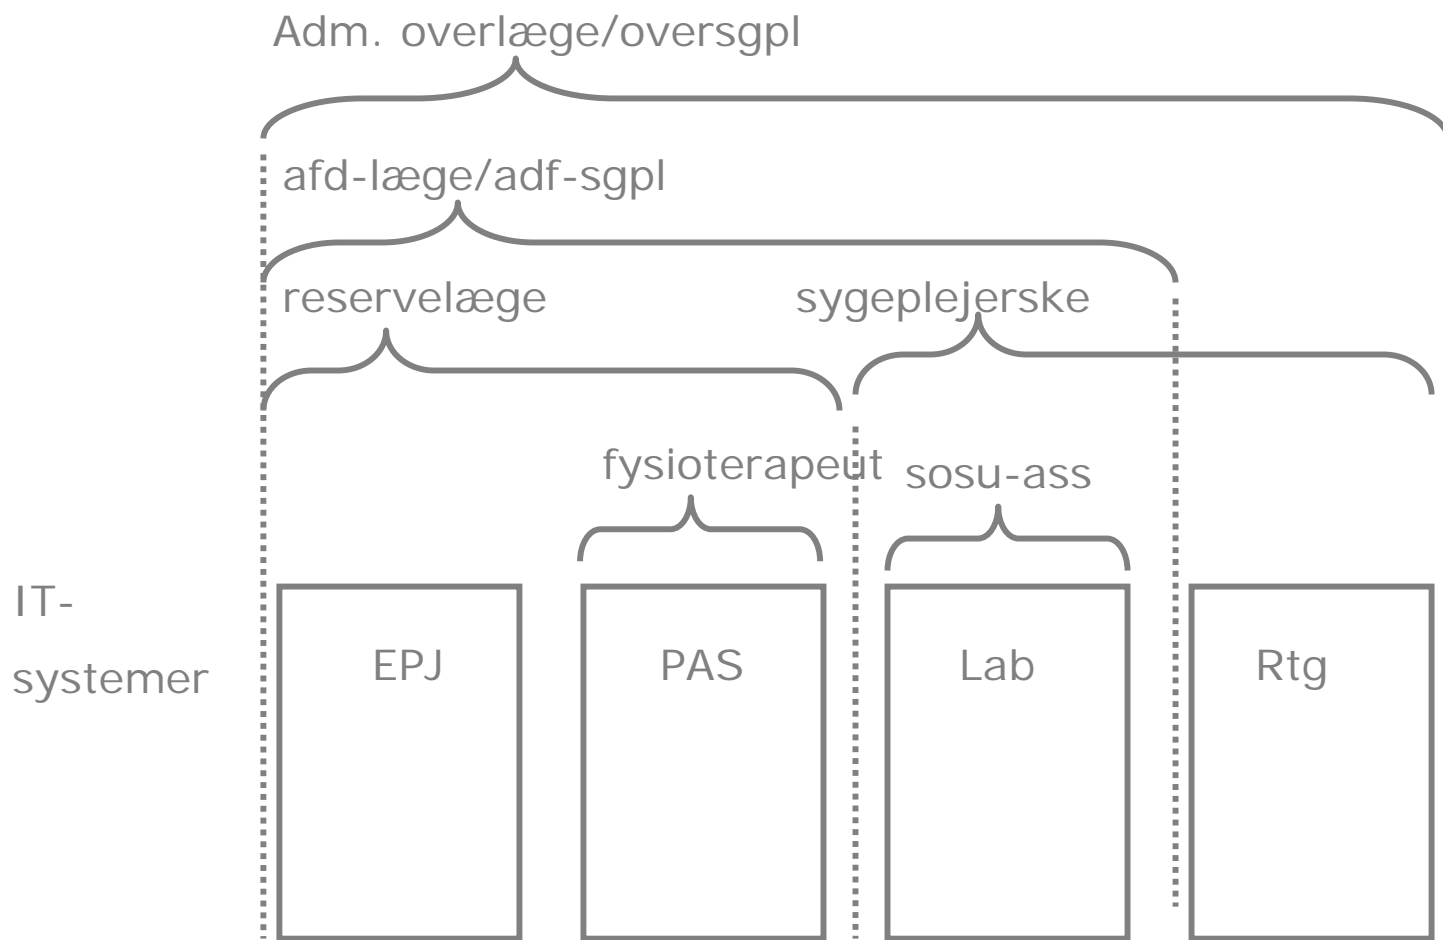 Adm. overlæge/oversgpl
afd-læge/adf-sgpl
reservelæge
sygeplejerske
fysioterapeut
sosu-ass
IT-
systemer
EPJ
PAS
Lab
Rtg